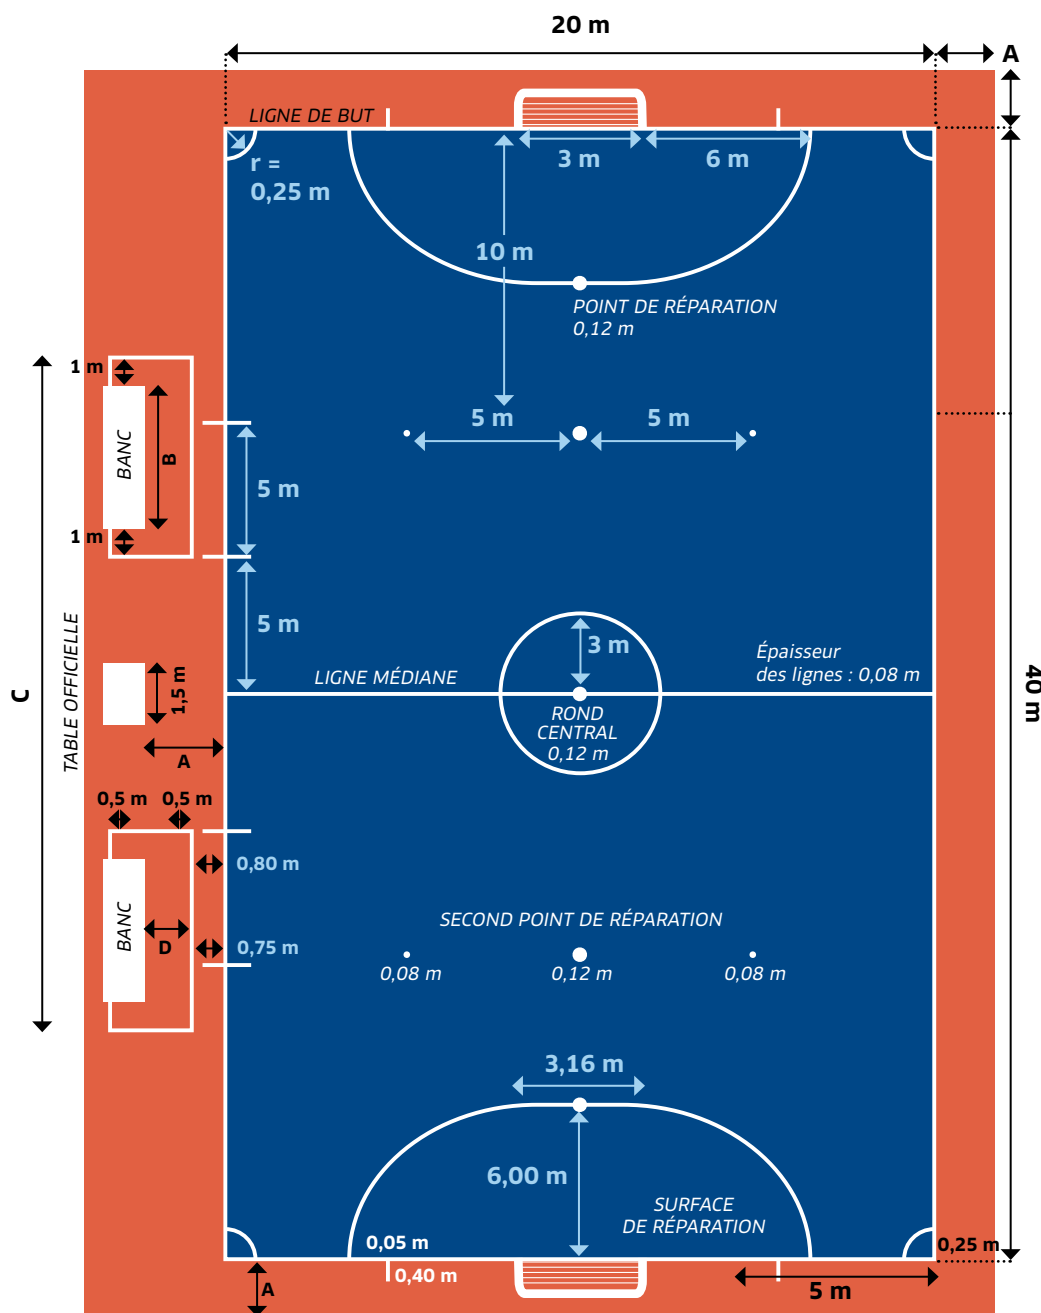 20 m
A
LIGNE DE BUT
r =
0,25 m
3 m
6 m
10 m
POINT DE RÉPARATION
0,12 m
1 m
BANC
B
1 m
5 m
5 m
5 m
5 m
TABLE OFFICIELLE
C
1,5 m
A
LIGNE MÉDIANE
3 m
Épaisseur
des lignes : 0,08 m
40 m
ROND
CENTRAL
0,12 m
0,5 m
0,5 m
0,80 m
BANC
D
0,75 m
SECOND POINT DE RÉPARATION
0,08 m
0,12 m
0,08 m
3,16 m
6,00 m
SURFACE
DE RÉPARATION
0,05 m
0,25 m
0,40 m
A
5 m